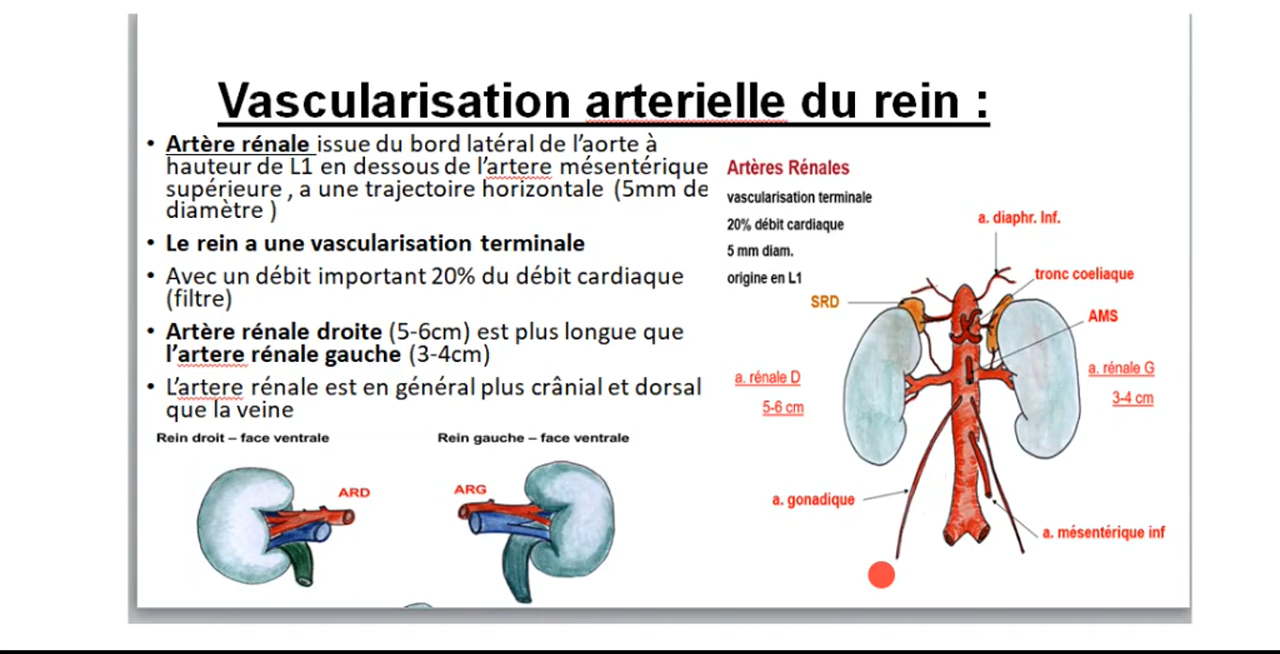 Vascularisation arterielle du rein :
• Artère rénale issue du bord latéral de l'aorte à
hauteur de L1 en dessous de l'artere mésentérique
supérieure , a une trajectoire horizontale (5mm de
diamètre )
• Le rein a une vascularisation terminale
• Avec un débit important 20% du débit cardiaque
(filtre)
• Artère rénale droite (5-6cm) est plus longue que
l'artere rénale gauche (3-4cm)
• L'artere rénale est en général plus crânial et dorsal
que la veine
Rein droit – face ventrale
Rein gauche – face ventrale
ARD
ARG
Artères Rénales
vascularisation terminale
20% débit cardiaque
5 mm diam.
origine en L1
a. diaphr. Inf.
tronc coeliaque
SRD
AMS
a. rénale D
5-6 cm
a. rénale G
3-4 cm
a. gonadique
a. mésentérique inf